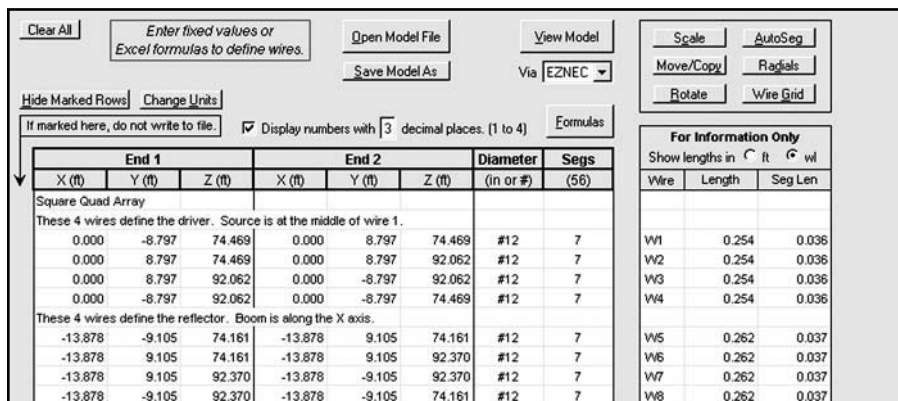 Clear All
Enter fixed values or
Excel formulas to define wires.
Open Model File
View Model
Save Model As
Via EZNEC
Hide Marked Rows Change Units
If marked here, do not write to file.
Display numbers with 3 decimal places. (1 to 4)
Formulas
Scale AutoSeg
Move/Copy Radials
Rotate Wire Grid
For Information Only
Show lengths in ft wl
End 1 End 2 Diameter Segs
X (ft) Y (ft) Z (ft) X (ft) Y (ft) Z (ft) (in or #) (56) Wire Length Seg Len
Square Quad Array
These 4 wires define the driver. Source is at the middle of wire 1.
0.000 -8.797 74.469 0.000 8.797 74.469 #12 7 W1 0.254 0.036
0.000 8.797 74.469 0.000 8.797 92.062 #12 7 W2 0.254 0.036
0.000 8.797 92.062 0.000 -8.797 92.062 #12 7 W3 0.254 0.036
0.000 -8.797 92.062 0.000 -8.797 74.469 #12 7 W4 0.254 0.036
These 4 wires define the reflector. Boom is along the X axis.
-13.878 -9.105 74.161 -13.878 9.105 74.161 #12 7 W5 0.262 0.037
-13.878 9.105 74.161 -13.878 9.105 92.370 #12 7 W6 0.262 0.037
-13.878 9.105 92.370 -13.878 -9.105 92.370 #12 7 W7 0.262 0.037
-13.878 -9.105 92.370 -13.878 -9.105 74.161 #12 7 W8 0.262 0.037